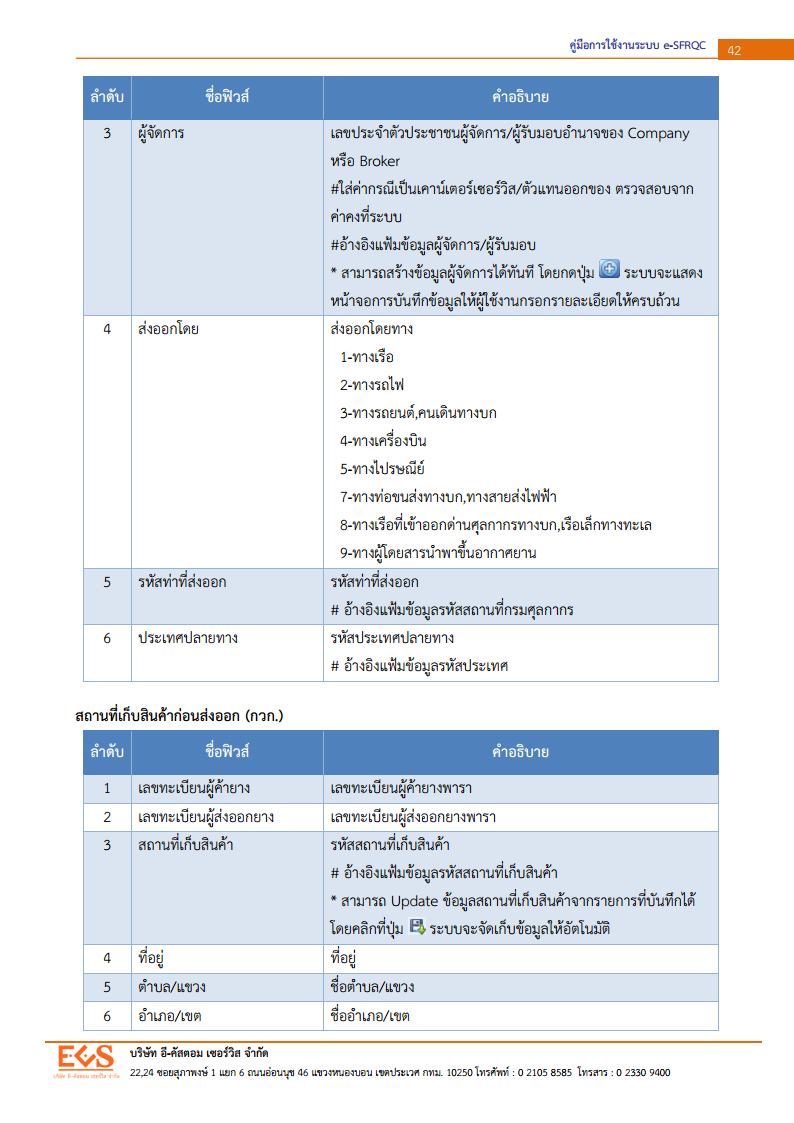 คู่มือการใช้งานระบบ e-SFRQC 42
ลำดับ ชื่อฟิวส์ คำอธิบาย
3 ผู้จัดการ เลขประจำตัวประชาชนผู้จัดการ/ผู้รับมอบอำนาจของ Company
หรือ Broker
#ใส่ค่ากรณีเป็นเคาน์เตอร์เซอร์วิส/ตัวแทนออกของ ตรวจสอบจาก
ค่าคงที่ระบบ
#อ้างอิงแฟ้มข้อมูลผู้จัดการ/ผู้รับมอบ
* สามารถสร้างข้อมูลผู้จัดการได้ทันที โดยกดปุ่ม ระบบจะแสดง
หน้าจอการบันทึกข้อมูลให้ผู้ใช้งานกรอกรายละเอียดให้ครบถ้วน
4 ส่งออกโดย ส่งออกโดยทาง
1-ทางเรือ
2-ทางรถไฟ
3-ทางรถยนต์,คนเดินทางบก
4-ทางเครื่องบิน
5-ทางไปรษณีย์
7-ทางท่อขนส่งทางบก,ทางสายส่งไฟฟ้า
8-ทางเรือที่เข้าออกด่านศุลกากรทางบก,เรือเล็กทางทะเล
9-ทางผู้โดยสารนำพาขึ้นอากาศยาน
5 รหัสท่าที่ส่งออก รหัสท่าที่ส่งออก
# อ้างอิงแฟ้มข้อมูลรหัสสถานที่กรมศุลกากร
6 ประเทศปลายทาง รหัสประเทศปลายทาง
# อ้างอิงแฟ้มข้อมูลรหัสประเทศ
สถานที่เก็บสินค้าก่อนส่งออก (กวก.)
ลำดับ ชื่อฟิวส์ คำอธิบาย
1 เลขทะเบียนผู้ค้ายาง เลขทะเบียนผู้ค้ายางพารา
2 เลขทะเบียนผู้ส่งออกยาง เลขทะเบียนผู้ส่งออกยางพารา
3 สถานที่เก็บสินค้า รหัสสถานที่เก็บสินค้า
# อ้างอิงแฟ้มข้อมูลรหัสสถานที่เก็บสินค้า
* สามารถ Update ข้อมูลสถานที่เก็บสินค้าจากรายการที่บันทึกได้
โดยคลิกที่ปุ่ม ระบบจะจัดเก็บข้อมูลให้อัตโนมัติ
4 ที่อยู่ ที่อยู่
5 ตำบล/แขวง ชื่อตำบล/แขวง
6 อำเภอ/เขต ชื่ออำเภอ/เขต
บริษัท อี-คัสตอม เซอร์วิส จำกัด
ECS
บริษัท อี-คัสตอม เซอร์วิส จำกัด
22,24 ซอยสุภาพงษ์ 1 แยก 6 ถนนอ่อนนุช 46 แขวงหนองบอน เขตประเวศ กทม. 10250 โทรศัพท์ : 0 2105 8585 โทรสาร : 0 2330 9400